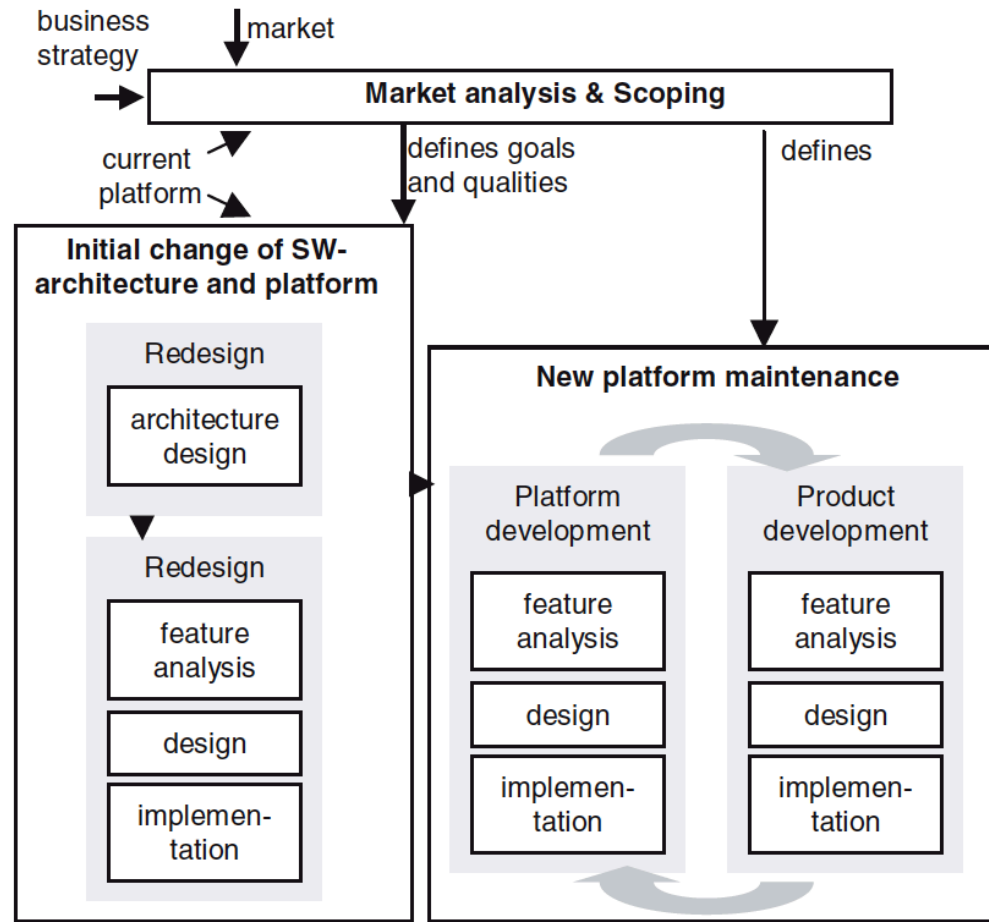 business
strategy
market
Market analysis & Scoping
current
platform
defines goals
and qualities
defines
Initial change of SW-
architecture and platform
Redesign
architecture
design
Redesign
feature
analysis
design
implemen-
tation
New platform maintenance
Platform
development
feature
analysis
design
implemen-
tation
Product
development
feature
analysis
design
implemen-
tation